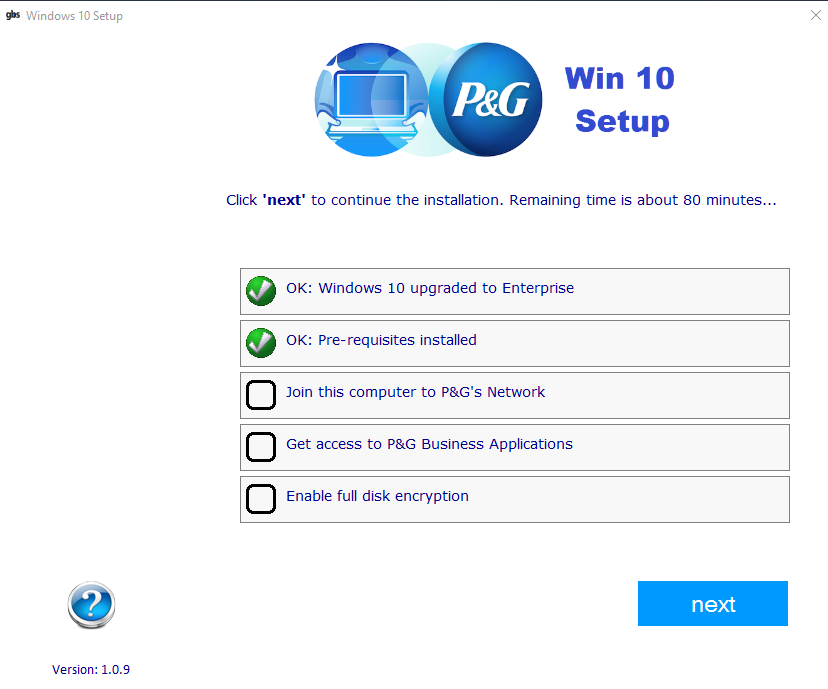 gbs Windows 10 Setup
P&G
Win 10
Setup
Click 'next' to continue the installation. Remaining time is about 80 minutes...
OK: Windows 10 upgraded to Enterprise
OK: Pre-requisites installed
Join this computer to P&G's Network
Get access to P&G Business Applications
Enable full disk encryption
?
next
Version: 1.0.9